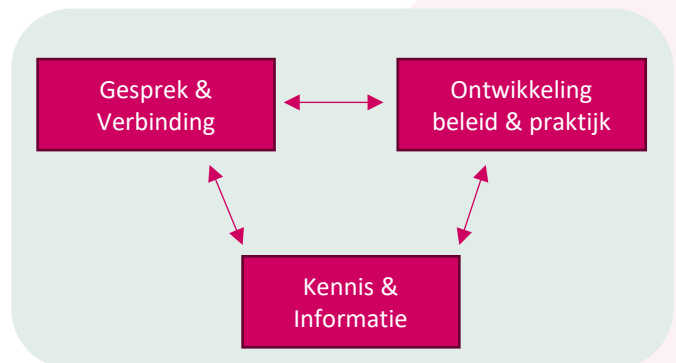 Gesprek &
Verbinding
Ontwikkeling
beleid & praktijk
Kennis &
Informatie